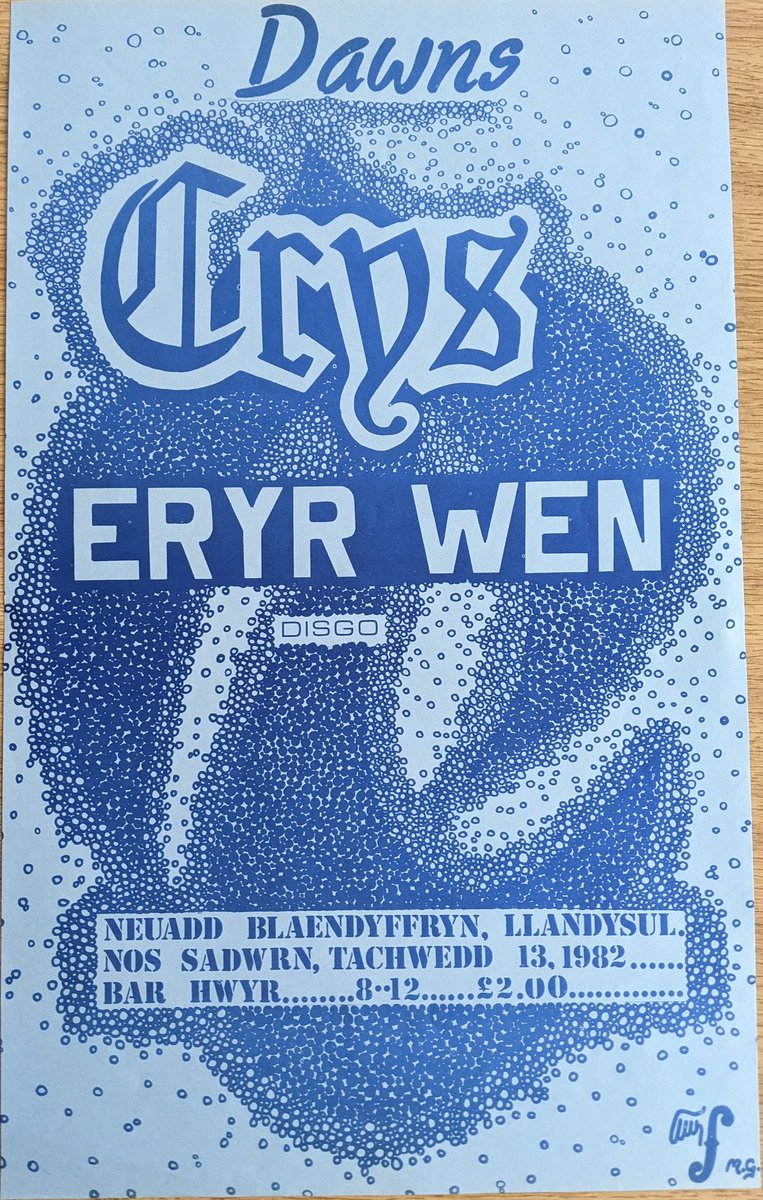 Dawns
Crys
ERYR WEN
DISGO
NEUADD BLAENDYFFRYN, LLANDYSUL.
NOS SADWRN, TACHWEDD 13, 1982......
BAR HWYR........8--12......£2.00..............
M.G.